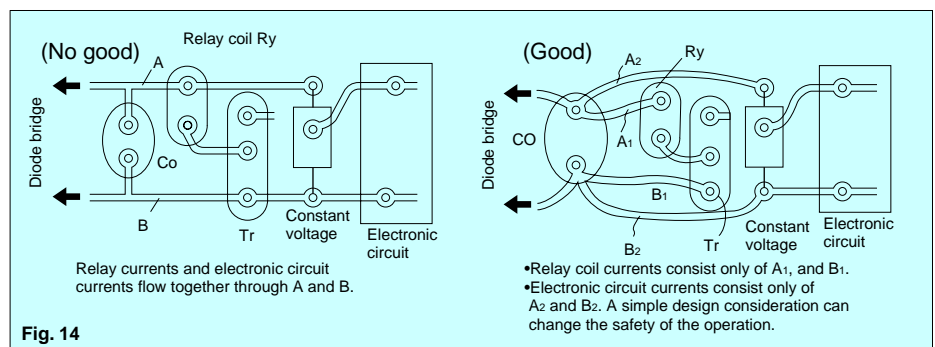 (No good)
Relay coil Ry
A
Diode bridge
Co
B
Tr
Constant
voltage
Electronic
circuit
Relay currents and electronic circuit
currents flow together through A and B.
(Good)
A2
Ry
Diode bridge
CO
A1
B1
B2
Tr
Constant
voltage
Electronic
circuit
•Relay coil currents consist only of A1, and B1.
•Electronic circuit currents consist only of
A2 and B2. A simple design consideration can
change the safety of the operation.
Fig. 14